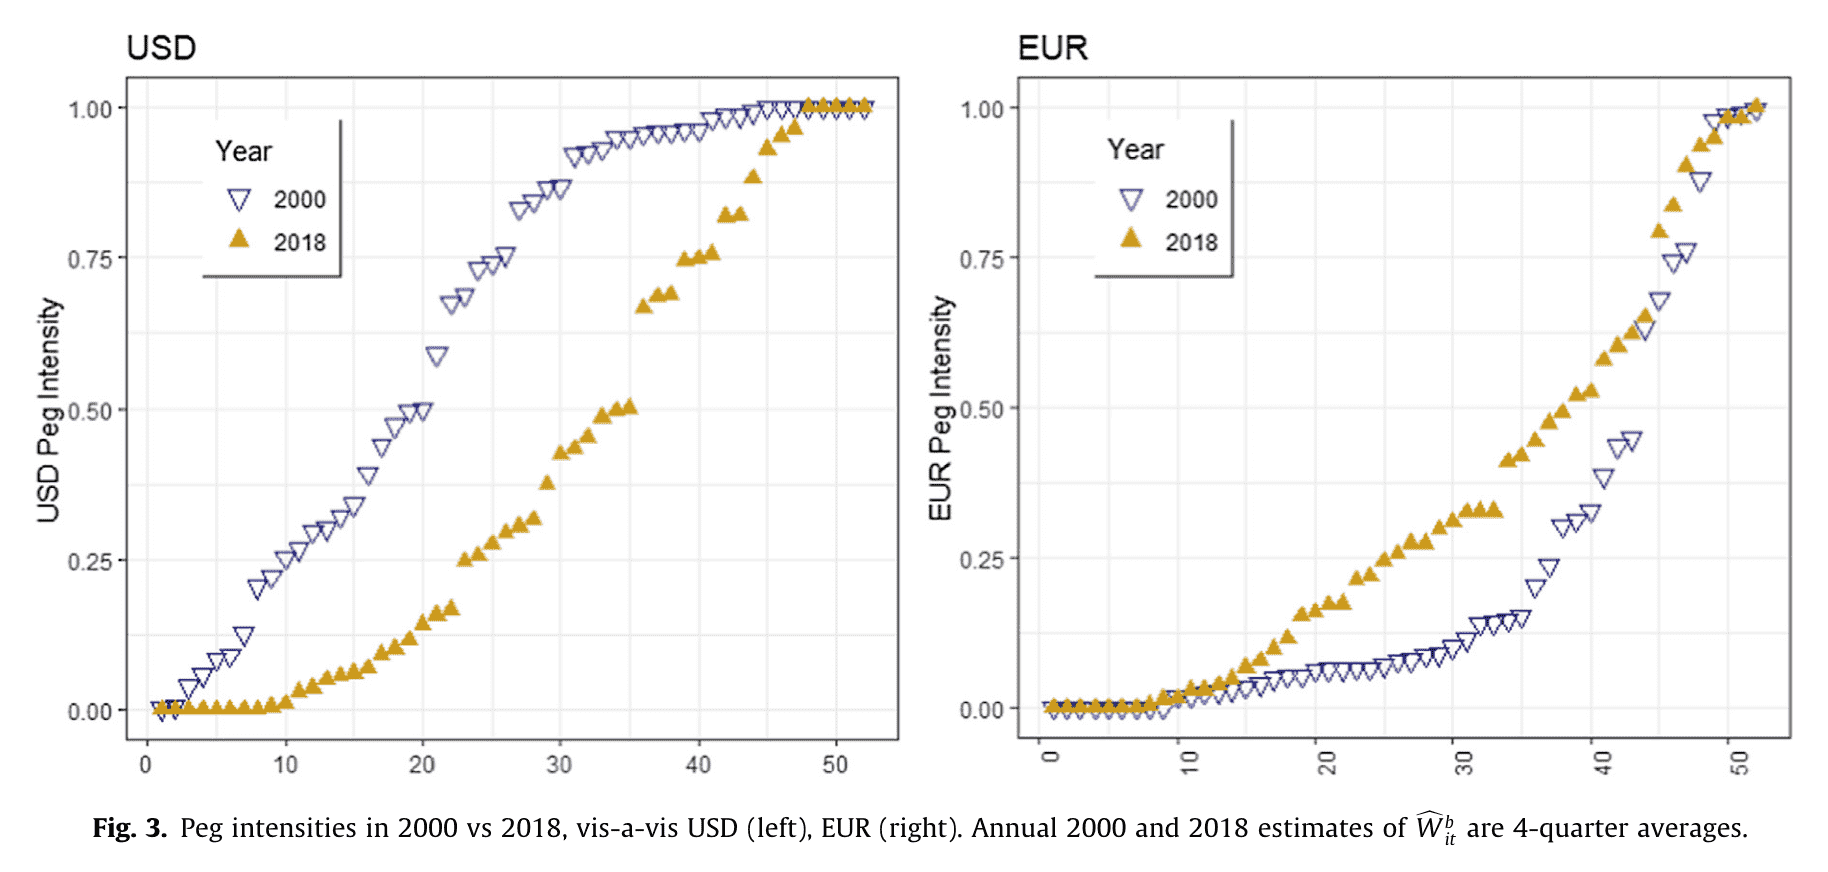 USD
EUR
USD Peg Intensity
1.00
0.75
0.50
0.25
0.00
Year
2000
2018
0 10 20 30 40 50
EUR Peg Intensity
1.00
0.75
0.50
0.25
0.00
Year
2000
2018
0 10 20 30 40 50
Fig. 3. Peg intensities in 2000 vs 2018, vis-a-vis USD (left), EUR (right). Annual 2000 and 2018 estimates of $\widehat{W}_{it}^{b}$ are 4-quarter averages.